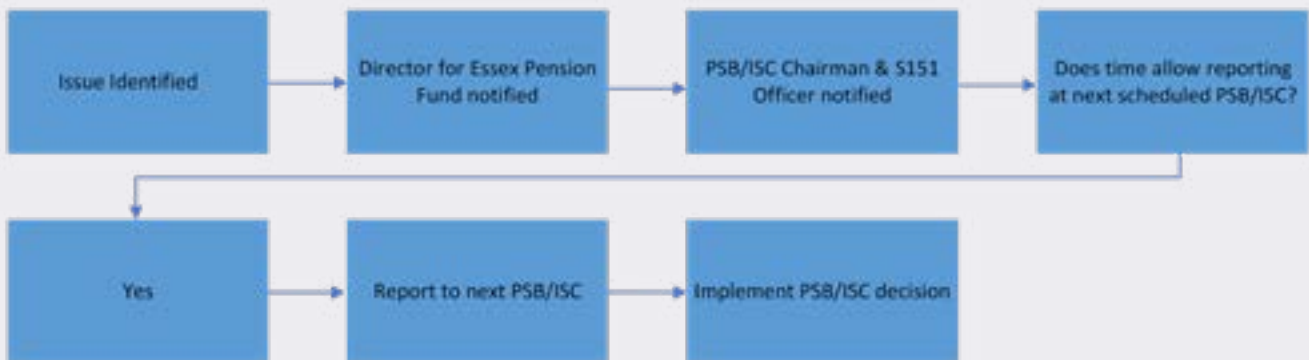 Issue Identified
Director for Essex Pension
Fund notified
PSB/ISC Chairman & S151
Officer notified
Does time allow reporting
at next scheduled PSB/ISC?
Yes
Report to next PSB/ISC
Implement PSB/ISC decision